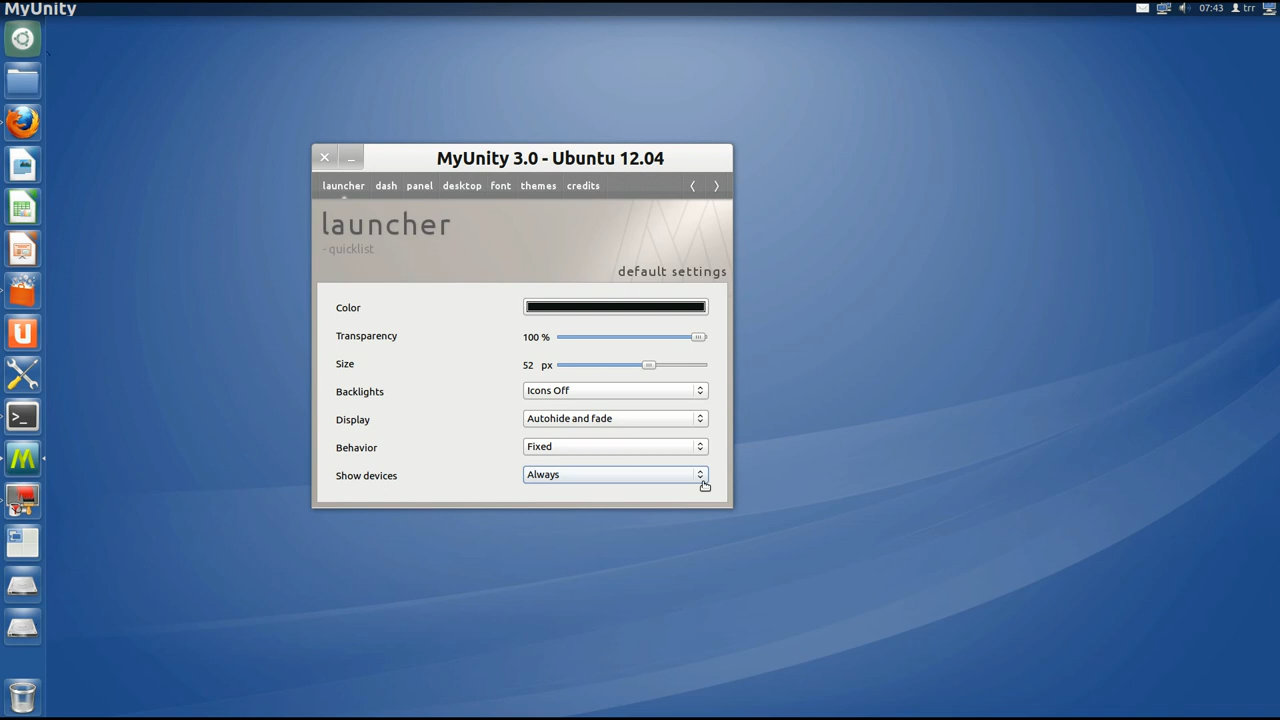 MyUnity
07:43 trr
MyUnity 3.0 - Ubuntu 12.04
launcher dash panel desktop font themes credits
launcher
- quicklist
default settings
Color
Transparency 100 %
Size 52 px
Backlights Icons Off
Display Autohide and fade
Behavior Fixed
Show devices Always